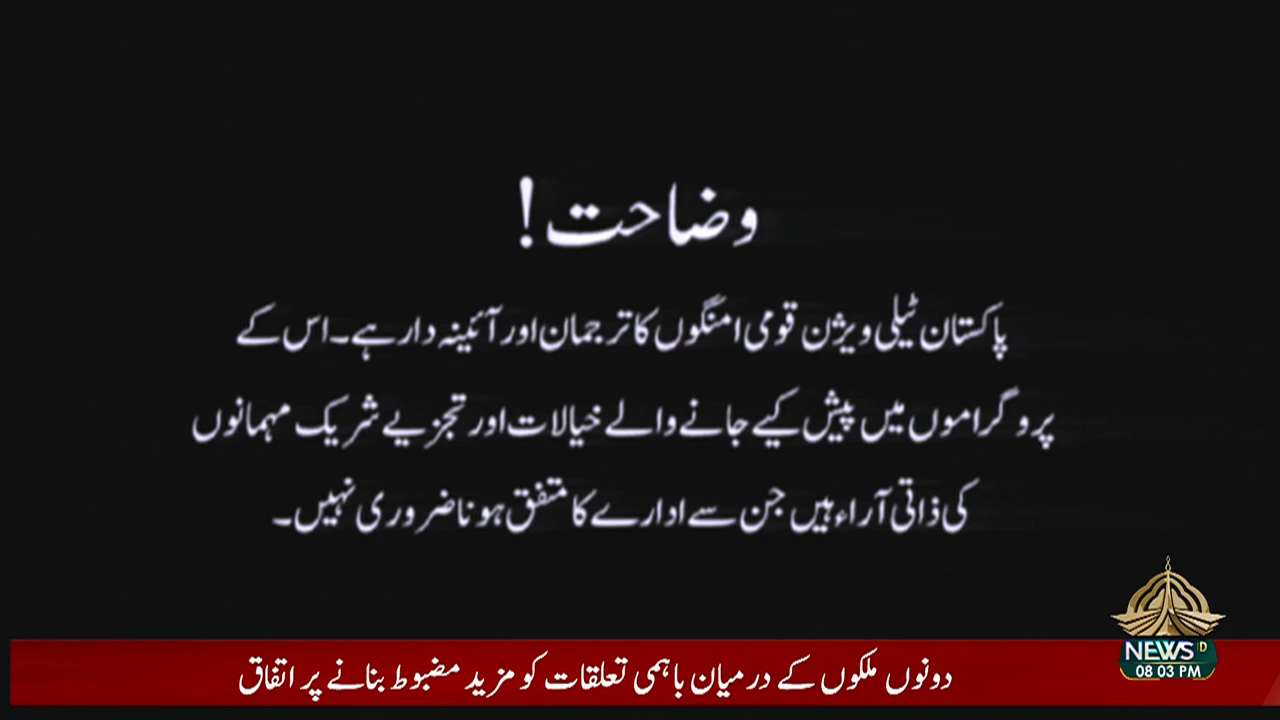 وضاحت!
پاکستان ٹیلی ویژن قومی امنگوں کا ترجمان اور آئینہ دار ہے۔ اس کے
پروگراموں میں پیش کیے جانے والے خیالات اور تجزیے شریک مہمانوں
کی ذاتی آراء ہیں جن سے ادارے کا متفق ہونا ضروری نہیں۔
دونوں ملکوں کے درمیان باہمی تعلقات کو مزید مضبوط بنانے پر اتفاق
NEWS
08 03 PM